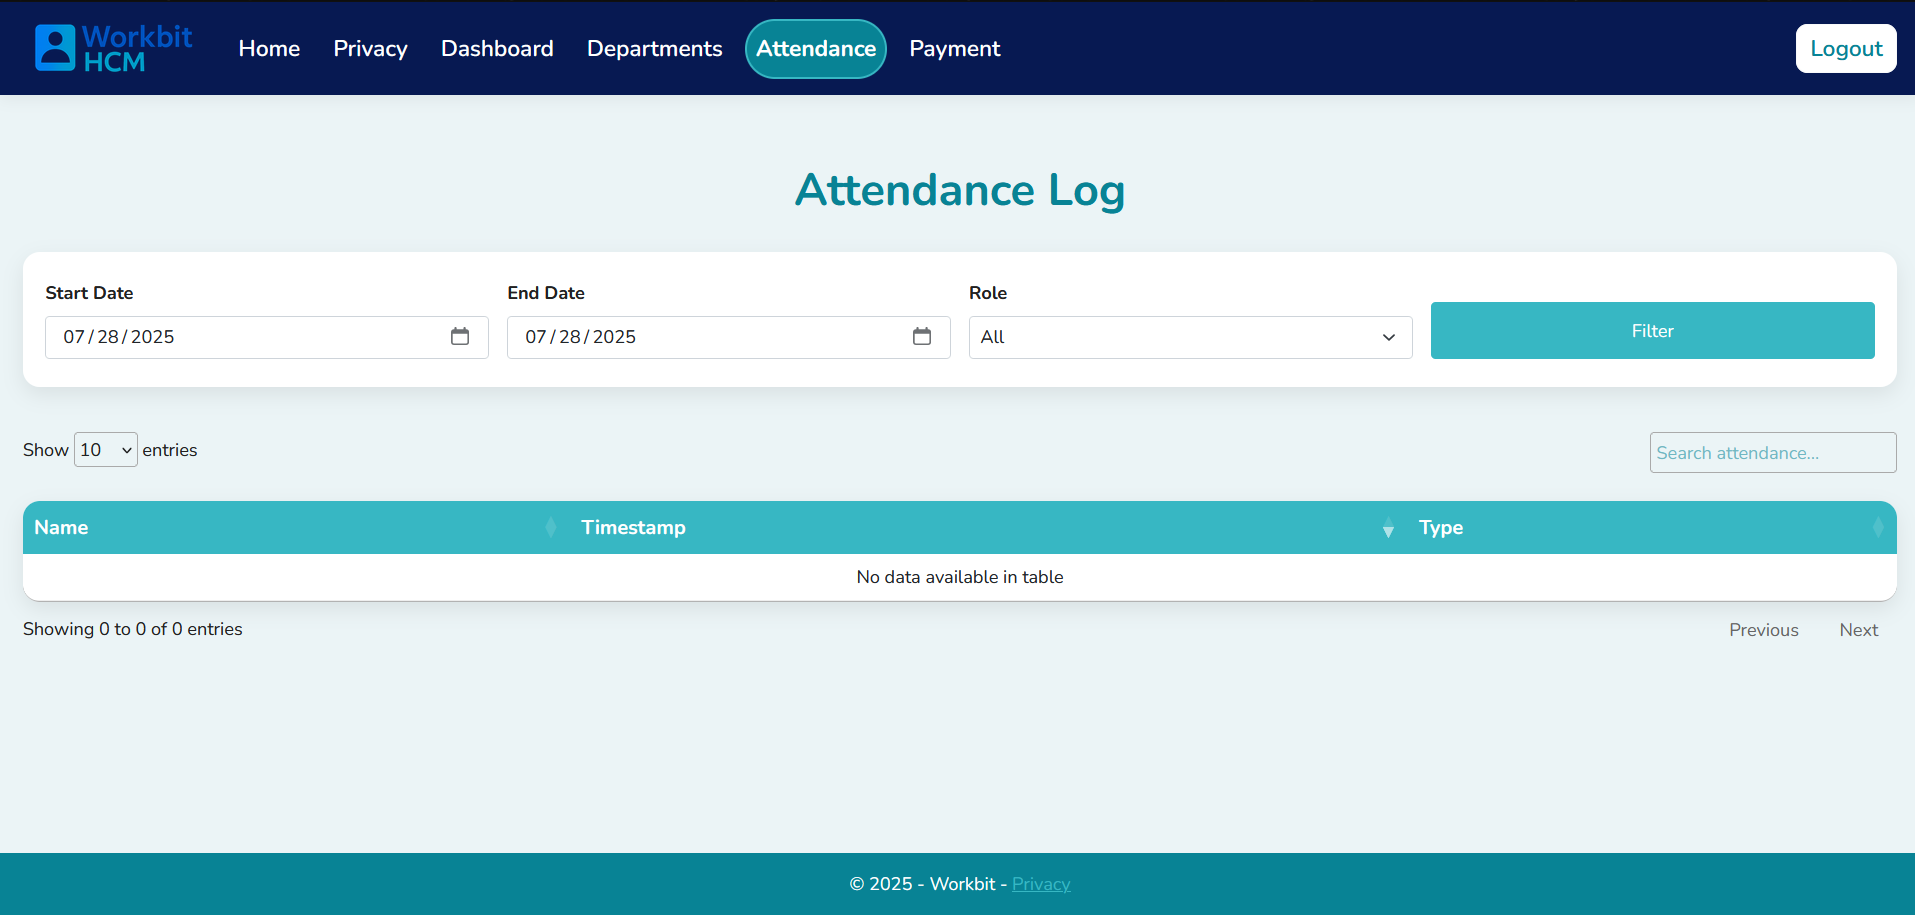 Workbit
HCM
Home Privacy Dashboard Departments Attendance Payment Logout
Attendance Log
Start Date End Date Role
07/28/2025 07/28/2025 All Filter
Show 10 entries Search attendance...
Name Timestamp Type
No data available in table
Showing 0 to 0 of 0 entries Previous Next
© 2025 - Workbit - Privacy